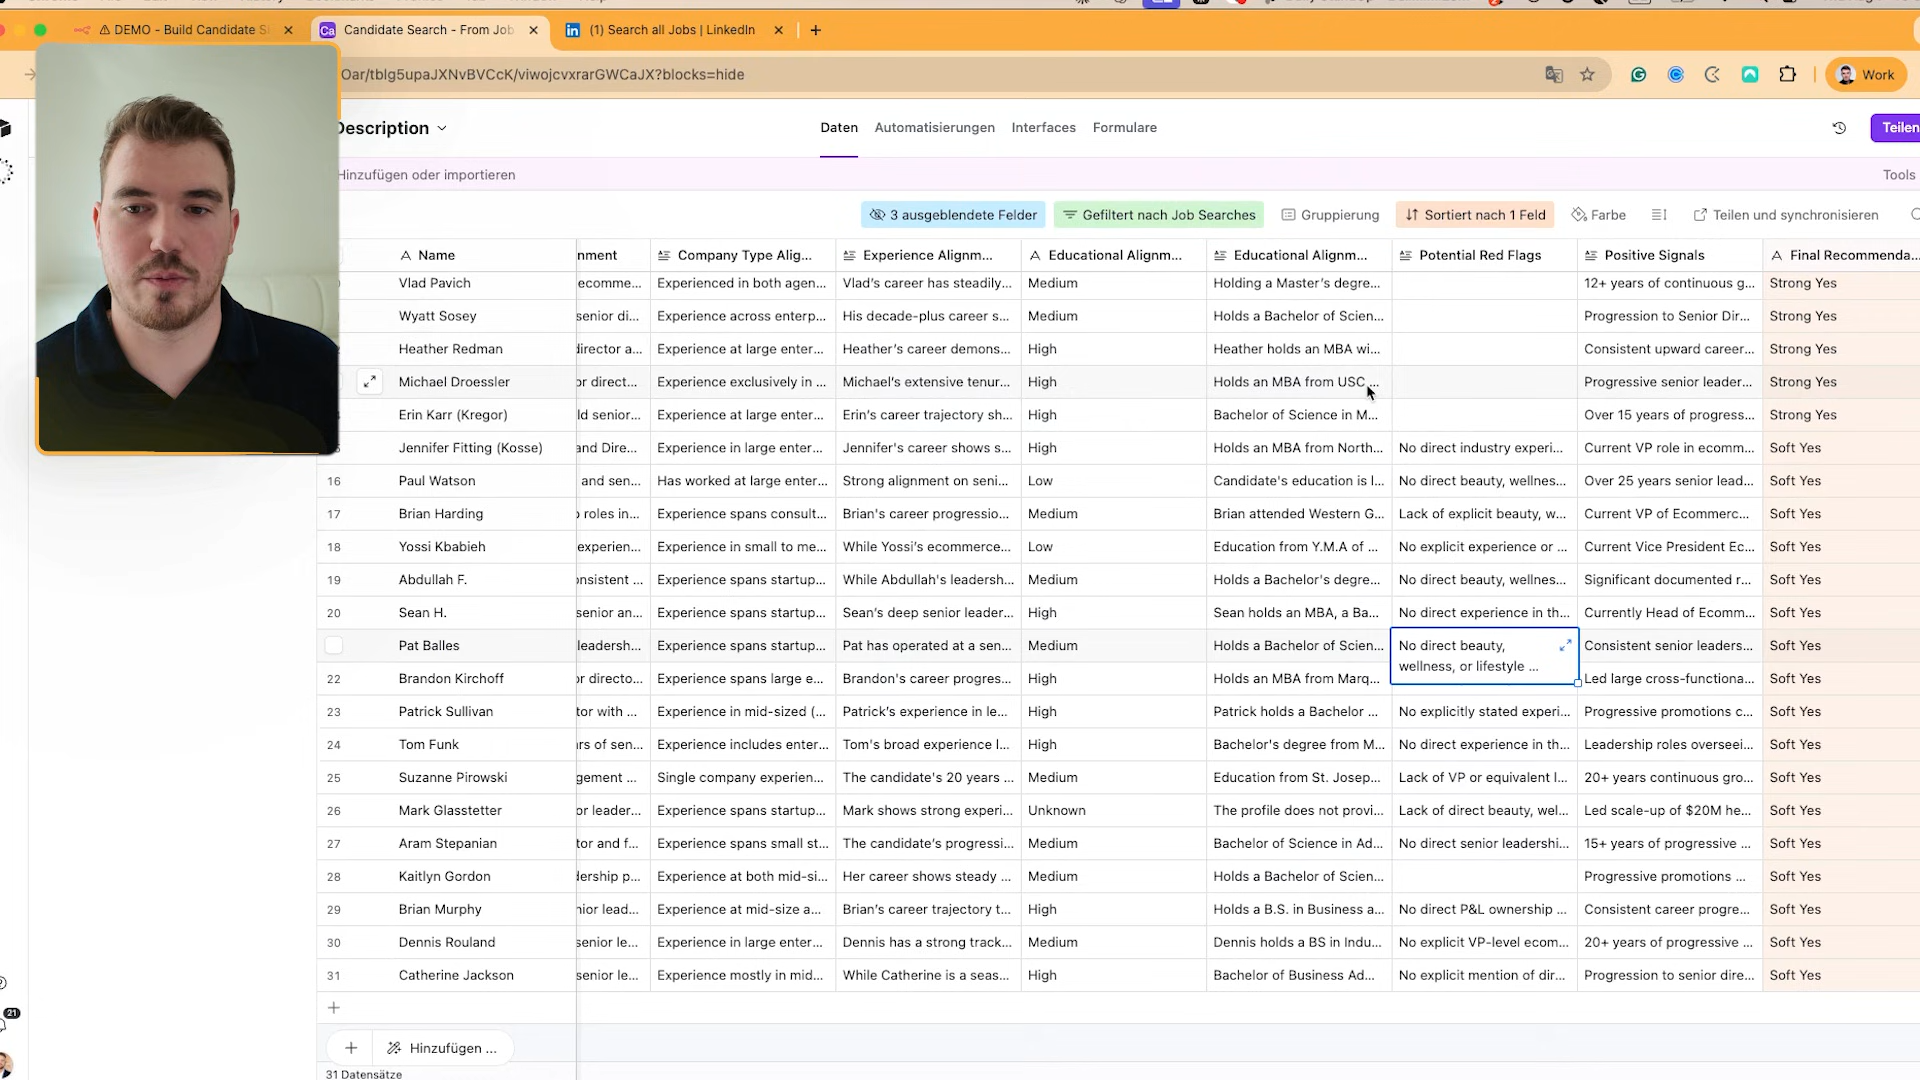 DEMO - Build Candidate S
Candidate Search - From Job
(1) Search all Jobs | LinkedIn
Oar/tblg5upaJXNvBVCcK/viwojcvxrarGWCaJX?blocks=hide
Work
Description
Daten
Automatisierungen
Interfaces
Formulare
Teilen
Hinzufügen oder importieren
Tools
3 ausgeblendete Felder
Gefiltert nach Job Searches
Gruppierung
Sortiert nach 1 Feld
Farbe
Teilen und synchronisieren
Name nment Company Type Alig... Experience Alignm... Educational Alignm... Educational Alignm... Potential Red Flags Positive Signals Final Recommenda...
Vlad Pavich ecomme... Experienced in both agen... Vlad's career has steadily... Medium Holding a Master's degre... 12+ years of continuous g... Strong Yes
Wyatt Sosey senior di... Experience across enterp... His decade-plus career s... Medium Holds a Bachelor of Scien... Progression to Senior Dir... Strong Yes
Heather Redman director a... Experience at large enter... Heather's career demons... High Heather holds an MBA wi... Consistent upward career... Strong Yes
Michael Droessler or direct... Experience exclusively in ... Michael's extensive tenur... High Holds an MBA from USC ... Progressive senior leader... Strong Yes
Erin Karr (Kregor) ld senior... Experience at large enter... Erin's career trajectory sh... High Bachelor of Science in M... Over 15 years of progress... Strong Yes
Jennifer Fitting (Kosse) and Dire... Experience in large enter... Jennifer's career shows s... High Holds an MBA from North... No direct industry experi... Current VP role in ecomm... Soft Yes
16 Paul Watson and sen... Has worked at large enter... Strong alignment on seni... Low Candidate's education is l... No direct beauty, wellnes... Over 25 years senior lead... Soft Yes
17 Brian Harding o roles in... Experience spans consult... Brian's career progressio... Medium Brian attended Western G... Lack of explicit beauty, w... Current VP of Ecommerc... Soft Yes
18 Yossi Kbabieh experien... Experience in small to me... While Yossi's ecommerce... Low Education from Y.M.A of ... No explicit experience or ... Current Vice President Ec... Soft Yes
19 Abdullah F. onsistent ... Experience spans startup... While Abdullah's leadersh... Medium Holds a Bachelor's degre... No direct beauty, wellnes... Significant documented r... Soft Yes
20 Sean H. senior an... Experience spans startup... Sean's deep senior leader... High Sean holds an MBA, a Ba... No direct experience in th... Currently Head of Ecomm... Soft Yes
Pat Balles leadersh... Experience spans startup... Pat has operated at a sen... Medium Holds a Bachelor of Scien... No direct beauty, Consistent senior leaders... Soft Yes
wellness, or lifestyle ...
22 Brandon Kirchoff or directo... Experience spans large e... Brandon's career progres... High Holds an MBA from Marq... Led large cross-functiona... Soft Yes
23 Patrick Sullivan tor with ... Experience in mid-sized (... Patrick's experience in le... High Patrick holds a Bachelor ... No explicitly stated experi... Progressive promotions c... Soft Yes
24 Tom Funk ars of sen... Experience includes enter... Tom's broad experience l... High Bachelor's degree from M... No direct experience in th... Leadership roles overseei... Soft Yes
25 Suzanne Pirowski gement ... Single company experien... The candidate's 20 years ... Medium Education from St. Josep... Lack of VP or equivalent l... 20+ years continuous gro... Soft Yes
26 Mark Glasstetter or leader... Experience spans startup... Mark shows strong experi... Unknown The profile does not provi... Lack of direct beauty, wel... Led scale-up of $20M he... Soft Yes
27 Aram Stepanian tor and f... Experience spans small st... The candidate's progressi... Medium Bachelor of Science in Ad... No direct senior leadershi... 15+ years of progressive ... Soft Yes
28 Kaitlyn Gordon dership p... Experience at both mid-si... Her career shows steady ... Medium Holds a Bachelor of Scien... Progressive promotions ... Soft Yes
29 Brian Murphy nior lead... Experience at mid-size a... Brian's career trajectory t... High Holds a B.S. in Business a... No direct P&L ownership ... Consistent career progre... Soft Yes
30 Dennis Rouland senior le... Experience in large enter... Dennis has a strong track... Medium Dennis holds a BS in Indu... No explicit VP-level ecom... 20+ years of progressive ... Soft Yes
31 Catherine Jackson senior le... Experience mostly in mid... While Catherine is a seas... High Bachelor of Business Ad... No explicit mention of dir... Progression to senior dire... Soft Yes
21
Hinzufügen ...
31 Datensätze